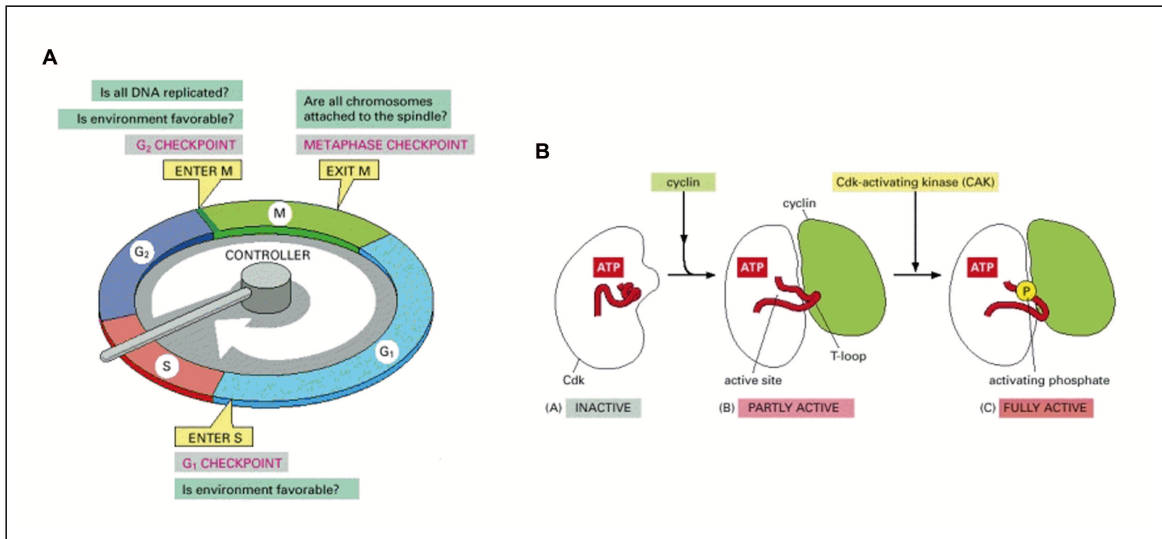 A
Is all DNA replicated?
Is environment favorable?
G₂ CHECKPOINT
ENTER M
Are all chromosomes
attached to the spindle?
METAPHASE CHECKPOINT
EXIT M
M
G₂
CONTROLLER
S
G₁
ENTER S
G₁ CHECKPOINT
Is environment favorable?
B
cyclin
Cdk-activating kinase (CAK)
cyclin
ATP
ATP
ATP
P
T-loop
Cdk
active site
activating phosphate
(A) INACTIVE
(B) PARTLY ACTIVE
(C) FULLY ACTIVE